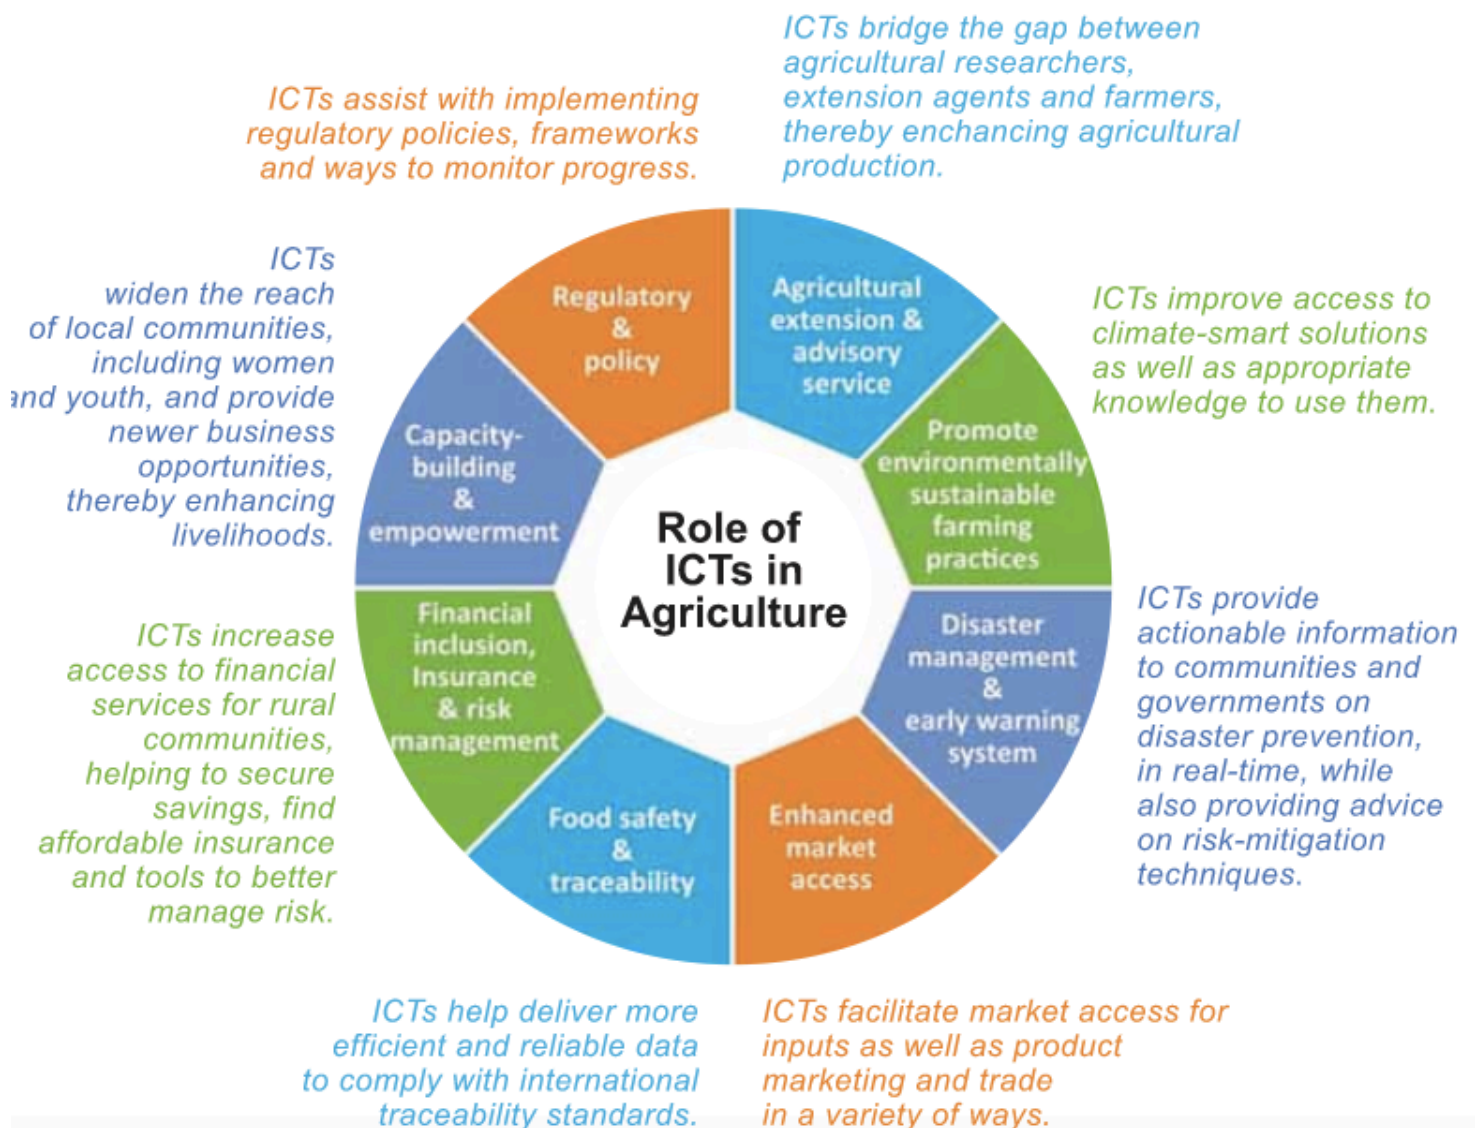 ICTs assist with implementing
regulatory policies, frameworks
and ways to monitor progress.
ICTs bridge the gap between
agricultural researchers,
extension agents and farmers,
thereby enchancing agricultural
production.
ICTs improve access to
climate-smart solutions
as well as appropriate
knowledge to use them.
ICTs provide
actionable information
to communities and
governments on
disaster prevention,
in real-time, while
also providing advice
on risk-mitigation
techniques.
ICTs facilitate market access for
inputs as well as product
marketing and trade
in a variety of ways.
ICTs help deliver more
efficient and reliable data
to comply with international
traceability standards.
ICTs increase
access to financial
services for rural
communities,
helping to secure
savings, find
affordable insurance
and tools to better
manage risk.
ICTs
widen the reach
of local communities,
including women
and youth, and provide
newer business
opportunities,
thereby enhancing
livelihoods.
Regulatory
&
policy
Agricultural
extension &
advisory
service
Promote
environmentally
sustainable
farming
practices
Disaster
management
&
early warning
system
Enhanced
market
access
Food safety
&
traceability
Financial
inclusion,
Insurance
& risk
management
Capacity-
building
&
empowerment
Role of
ICTs in
Agriculture